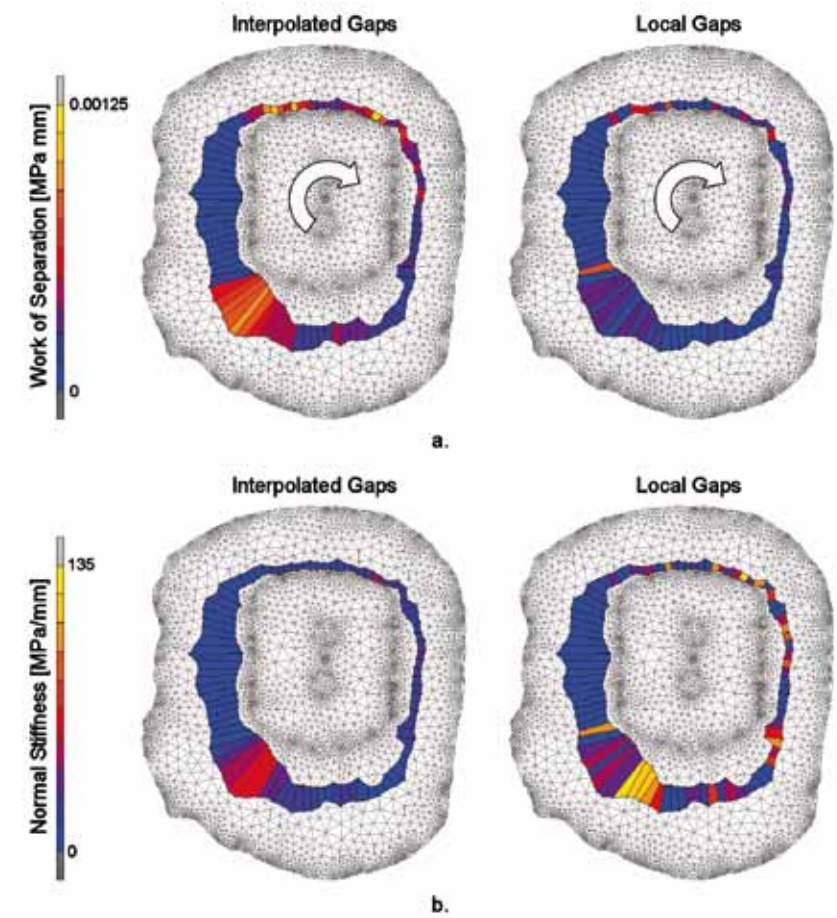 Interpolated Gaps
Local Gaps
Work of Separation [MPa mm]
0.00125
0
a.
Interpolated Gaps
Local Gaps
Normal Stiffness [MPa/mm]
135
0
b.